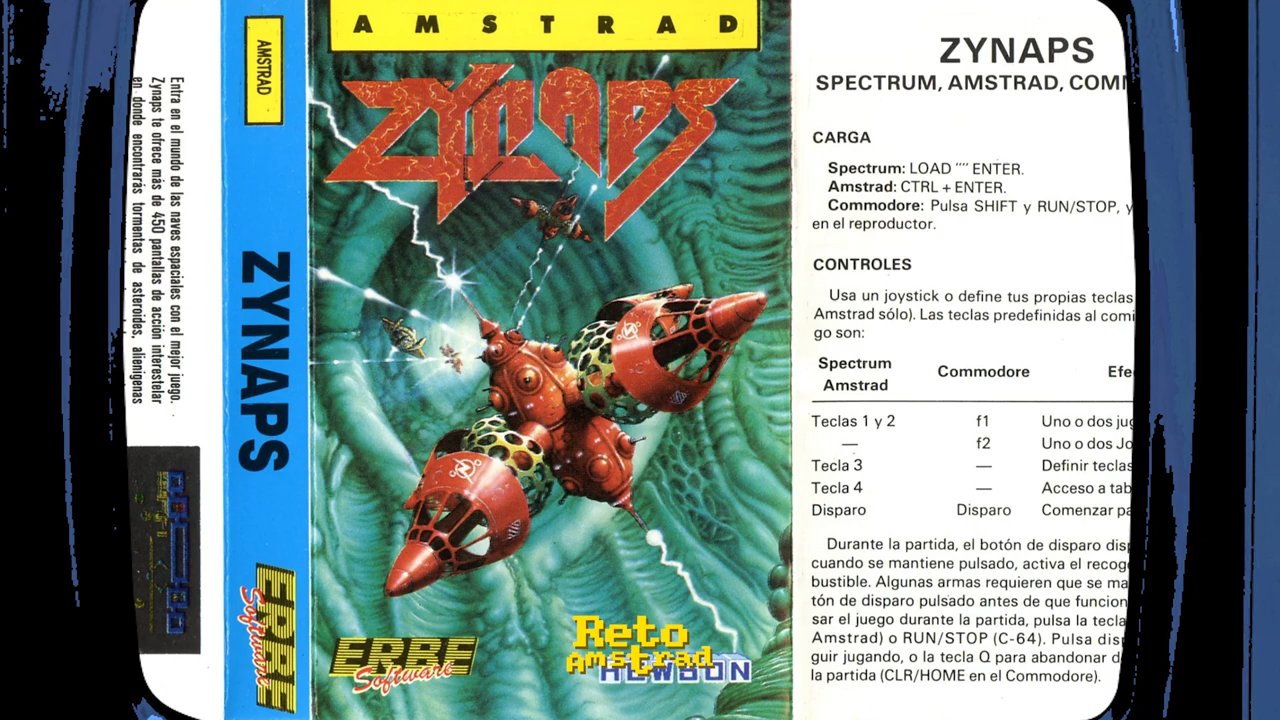 Entra en el mundo de las naves espaciales con el mejor juego.
Zynaps te ofrece más de 450 pantallas de acción interestelar
en donde encontrarás tormentas de asteroides, alienígenas
AMSTRAD
ZYNAPS
ERBE
Software
AMSTRAD
ZYNAPS
ERBE
Software
Reto
Amstrad
HEWSON
ZYNAPS
SPECTRUM, AMSTRAD, COM
CARGA
Spectrum: LOAD "" ENTER.
Amstrad: CTRL + ENTER.
Commodore: Pulsa SHIFT y RUN/STOP, y
en el reproductor.
CONTROLES
Usa un joystick o define tus propias teclas
Amstrad sólo). Las teclas predefinidas al comi
go son:
Spectrum Commodore Efe
Amstrad
Teclas 1 y 2 f1 Uno o dos jug
— f2 Uno o dos Jo
Tecla 3 — Definir teclas
Tecla 4 — Acceso a tab
Disparo Disparo Comenzar pa
Durante la partida, el botón de disparo disp
cuando se mantiene pulsado, activa el recog
bustible. Algunas armas requieren que se ma
tón de disparo pulsado antes de que funcion
sar el juego durante la partida, pulsa la tecla
Amstrad) o RUN/STOP (C-64). Pulsa disp
guir jugando, o la tecla Q para abandonar d
la partida (CLR/HOME en el Commodore).